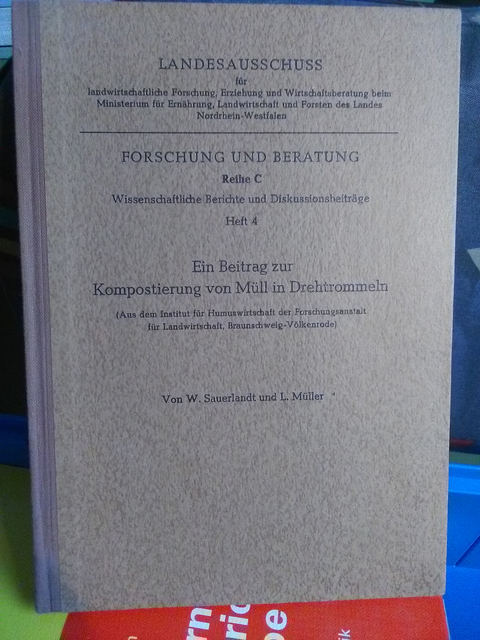 LANDESAUSSCHUSS
für
landwirtschaftliche Forschung, Erziehung und Wirtschaftsberatung beim
Ministerium für Ernährung, Landwirtschaft und Forsten des Landes
Nordrhein-Westfalen
FORSCHUNG UND BERATUNG
Reihe C
Wissenschaftliche Berichte und Diskussionsbeiträge
Heft 4
Ein Beitrag zur
Kompostierung von Müll in Drehtrommeln
(Aus dem Institut für Humuswirtschaft der Forschungsanstalt
für Landwirtschaft, Braunschweig-Völkenrode)
Von W. Sauerlandt und L. Müller